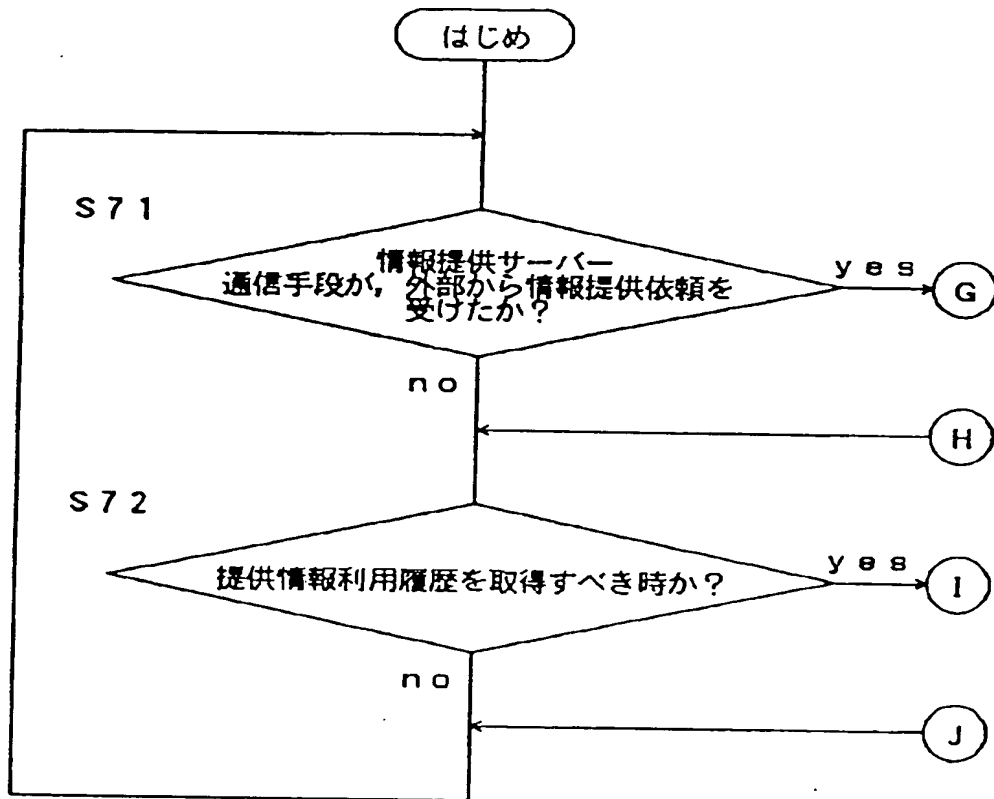 はじめ
S71
情報提供サーバー
通信手段が，外部から情報提供依頼を
受けたか？
yes
G
no
H
S72
提供情報利用履歴を取得すべき時か？
yes
I
no
J